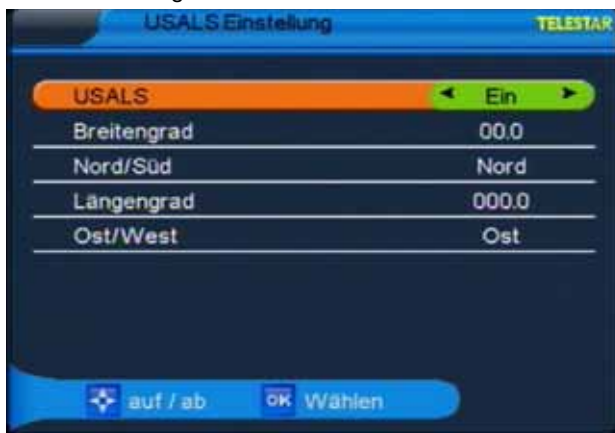 USALS Einstellung TELESTAR
USALS Ein
Breitengrad 00.0
Nord/Süd Nord
Längengrad 000.0
Ost/West Ost
auf / ab OK Wählen